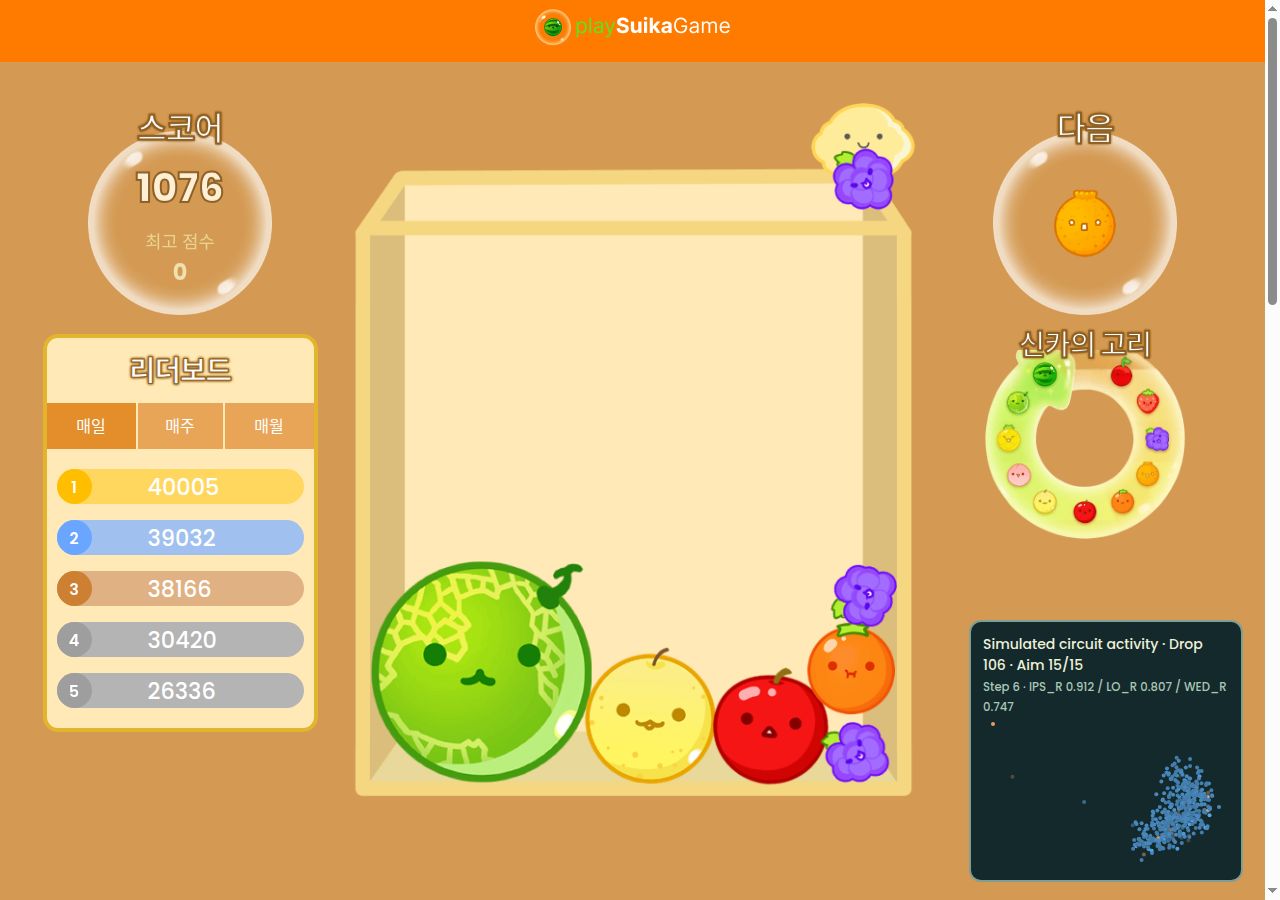 playSuikaGame
스코어
1076
최고 점수
0
리더보드
매일 매주 매월
1 40005
2 39032
3 38166
4 30420
5 26336
다음
신카의 고리
Simulated circuit activity · Drop
106 · Aim 15/15
Step 6 · IPS_R 0.912 / LO_R 0.807 / WED_R
0.747